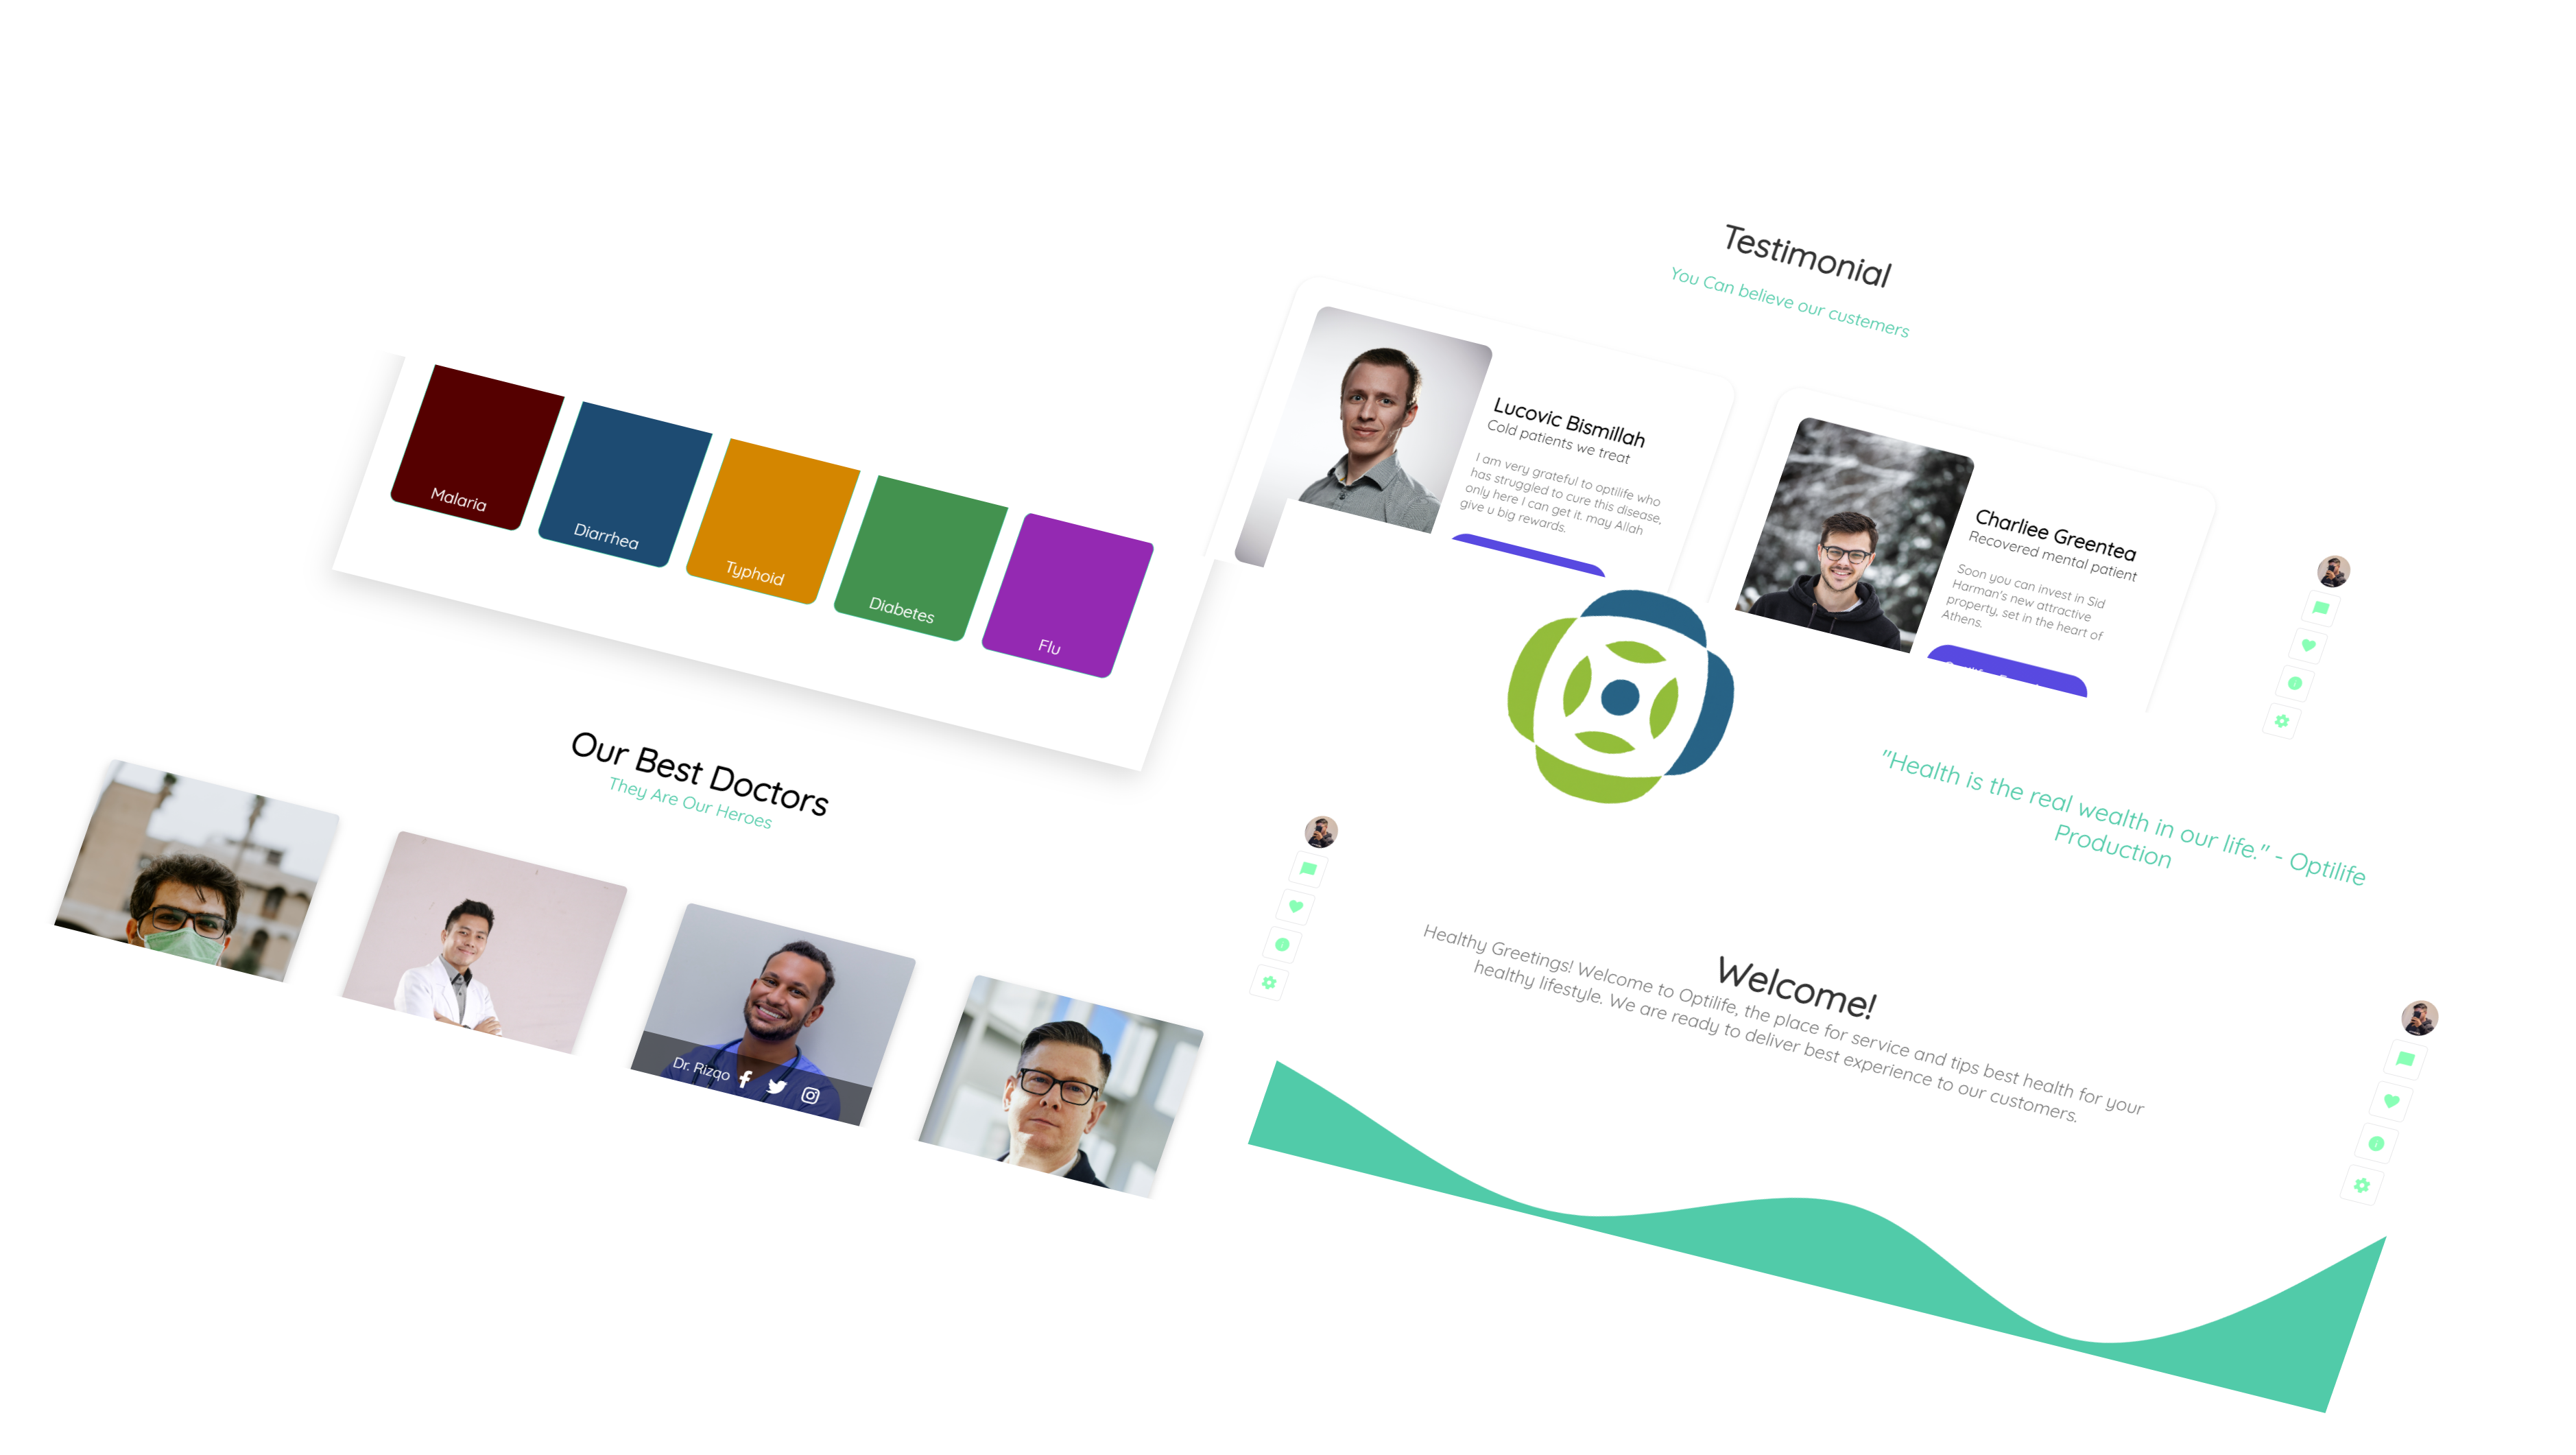 Testimonial
You Can believe our custemers
Lucovic Bismillah
Cold patients we treat
I am very grateful to optilife who
has struggled to cure this disease,
only here I can get it. may Allah
give u big rewards.
Charliee Greentea
Recovered mental patient
Soon you can invest in Sid
Harman's new attractive
property, set in the heart of
Athens.
Malaria
Diarrhea
Typhoid
Diabetes
Flu
Our Best Doctors
They Are Our Heroes
Dr. Rizqo
"Health is the real wealth in our life." - Optilife
Production
Welcome!
Healthy Greetings! Welcome to Optilife, the place for service and tips best health for your
healthy lifestyle. We are ready to deliver best experience to our customers.